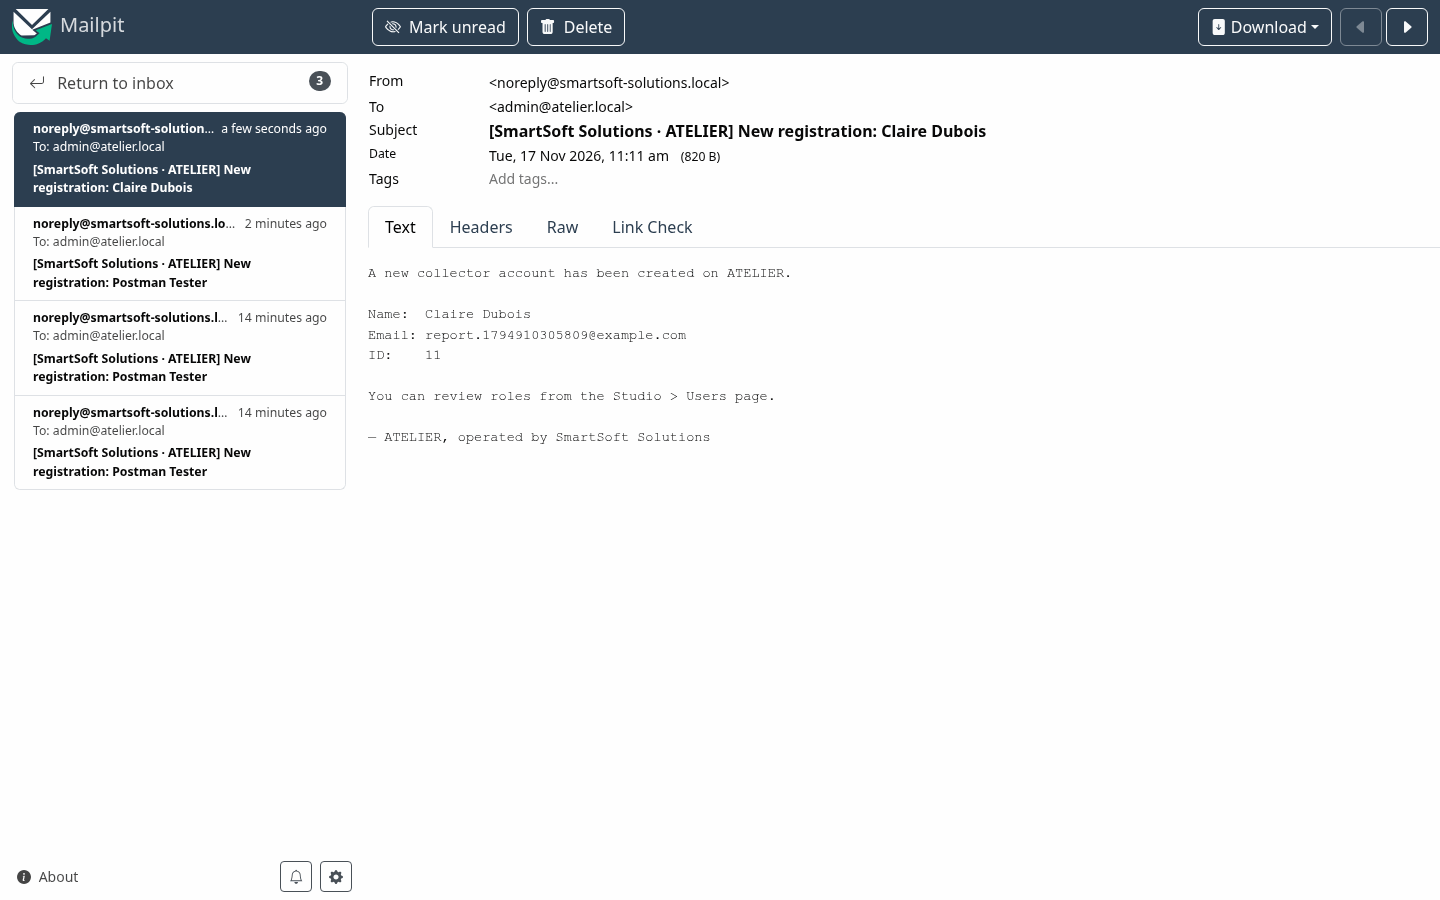 Mailpit
Mark unread
Delete
Download
Return to inbox
3
noreply@smartsoft-solution... a few seconds ago
To: admin@atelier.local
[SmartSoft Solutions · ATELIER] New
registration: Claire Dubois
noreply@smartsoft-solutions.lo... 2 minutes ago
To: admin@atelier.local
[SmartSoft Solutions · ATELIER] New
registration: Postman Tester
noreply@smartsoft-solutions.l... 14 minutes ago
To: admin@atelier.local
[SmartSoft Solutions · ATELIER] New
registration: Postman Tester
noreply@smartsoft-solutions.l... 14 minutes ago
To: admin@atelier.local
[SmartSoft Solutions · ATELIER] New
registration: Postman Tester
About
From <noreply@smartsoft-solutions.local>
To <admin@atelier.local>
Subject [SmartSoft Solutions · ATELIER] New registration: Claire Dubois
Date Tue, 17 Nov 2026, 11:11 am (820 B)
Tags Add tags...
Text Headers Raw Link Check
A new collector account has been created on ATELIER.
Name: Claire Dubois
Email: report.1794910305809@example.com
ID: 11
You can review roles from the Studio > Users page.
— ATELIER, operated by SmartSoft Solutions